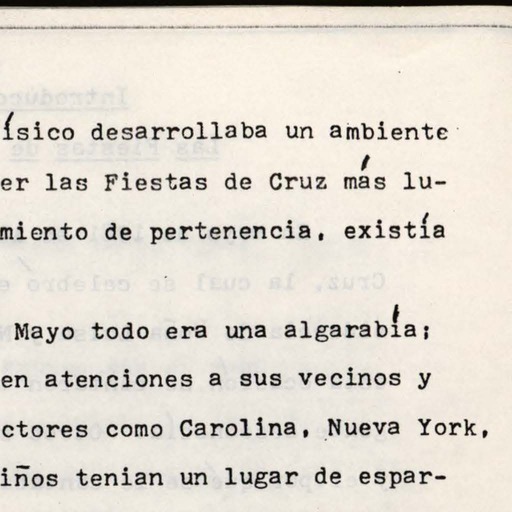 ísico desarrollaba un ambiente
er las Fiestas de Cruz más lu-
miento de pertenencia, existía
Mayo todo era una algarabía;
en atenciones a sus vecinos y
ctores como Carolina, Nueva York,
iños tenian un lugar de espar-